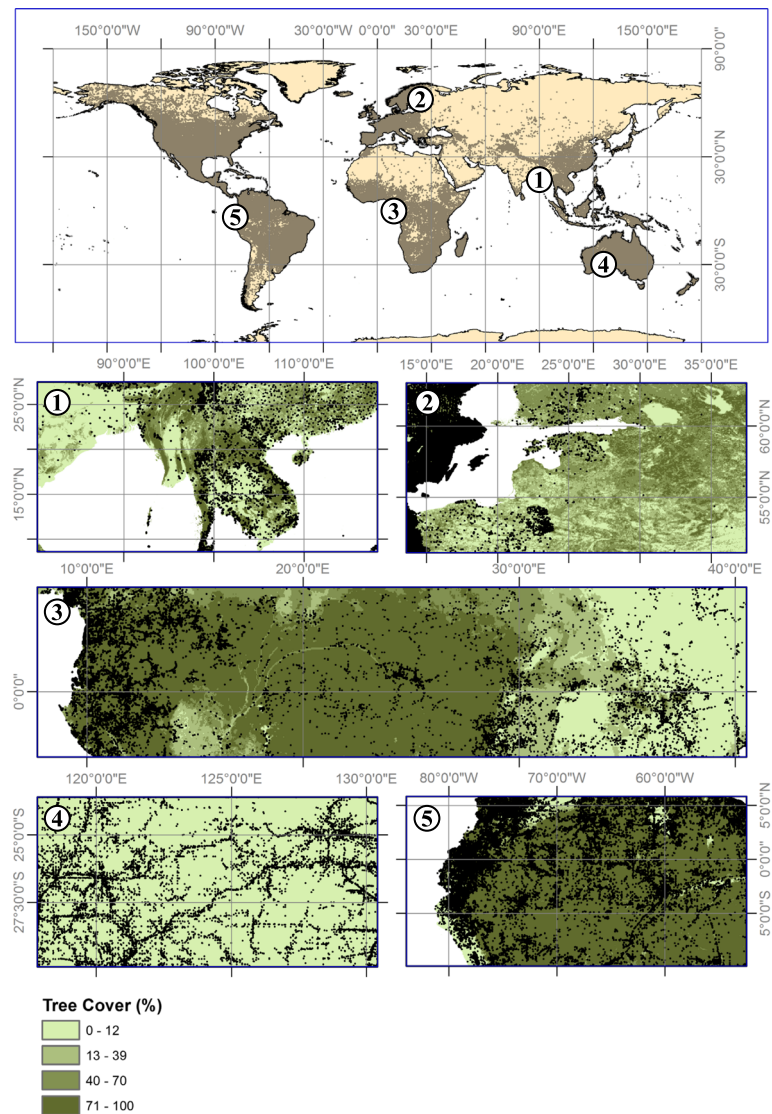 150°0'0"W 90°0'0"W 30°0'0"W 0°0'0" 30°0'0"E 90°0'0"E 150°0'0"E
90°0'0"
30°0'0"N
30°0'0"S
2
1
5
3
4
90°0'0"E 100°0'0"E 110°0'0"E
15°0'0"E 20°0'0"E 25°0'0"E 30°0'0"E 35°0'0"E
1
25°0'0"N
15°0'0"N
2
60°0'0"N
55°0'0"N
10°0'0"E 20°0'0"E 30°0'0"E 40°0'0"E
3
0°0'0"
120°0'0"E 125°0'0"E 130°0'0"E
80°0'0"W 70°0'0"W 60°0'0"W
4
25°0'0"S
27°30'0"S
5
5°0'0"N
0°0'0"
5°0'0"S
Tree Cover (%)
0 - 12
13 - 39
40 - 70
71 - 100